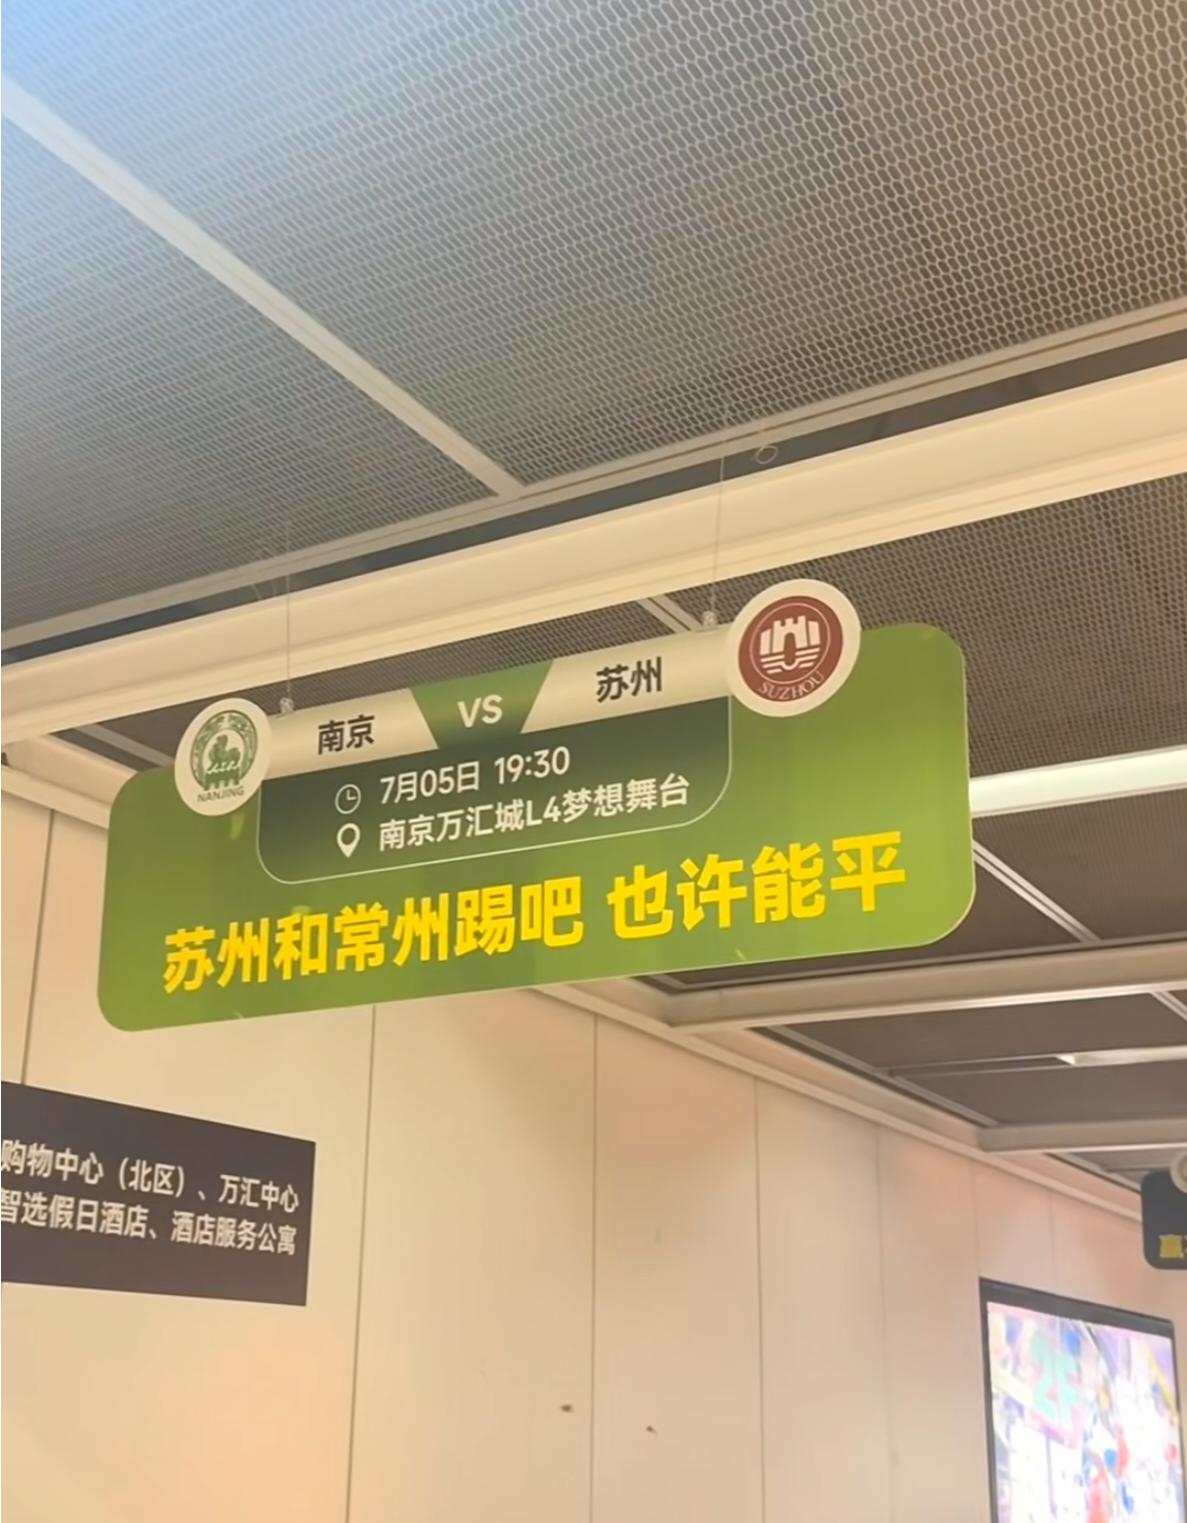 南京 VS 苏州
NANJING
SUZHOU
7月05日 19:30
南京万汇城L4梦想舞台
苏州和常州踢吧 也许能平
购物中心（北区）、万汇中心
智选假日酒店、酒店服务公寓
2F